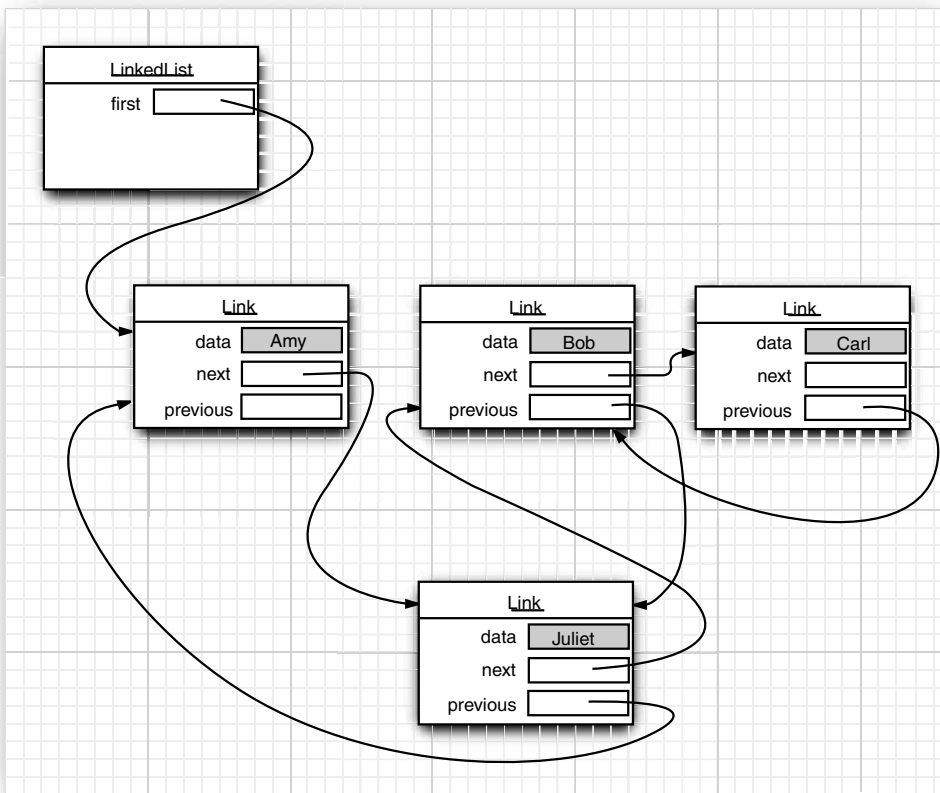 LinkedList
first
Link
data Amy
next
previous
Link
data Bob
next
previous
Link
data Carl
next
previous
Link
data Juliet
next
previous